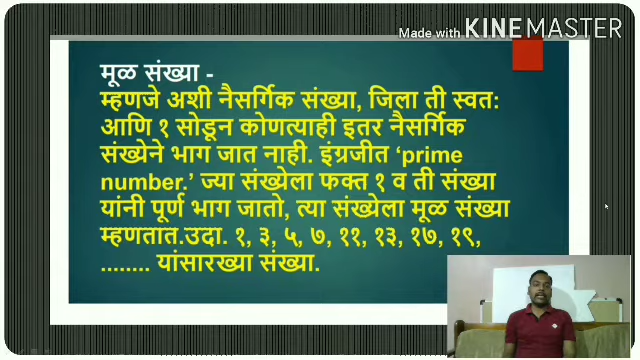 Made with KINEMASTER
मूळ संख्या -
म्हणजे अशी नैसर्गिक संख्या, जिला ती स्वत:
आणि १ सोडून कोणत्याही इतर नैसर्गिक
संख्येने भाग जात नाही. इंग्रजीत ‘prime
number.’ ज्या संख्येला फक्त १ व ती संख्या
यांनी पूर्ण भाग जातो, त्या संख्येला मूळ संख्या
म्हणतात.उदा. १, ३, ५, ७, ११, १३, १७, १९,
........ यांसारख्या संख्या.